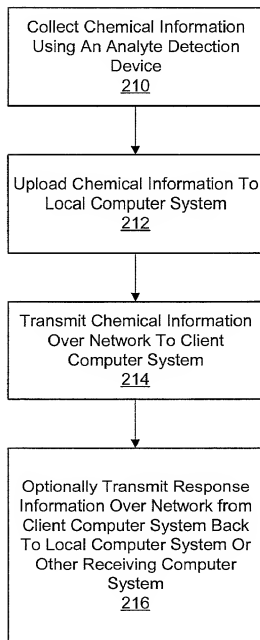 Collect Chemical Information
Using An Analyte Detection
Device
210
Upload Chemical Information To
Local Computer System
212
Transmit Chemical Information
Over Network To Client
Computer System
214
Optionally Transmit Response
Information Over Network from
Client Computer System Back
To Local Computer System Or
Other Receiving Computer
System
216